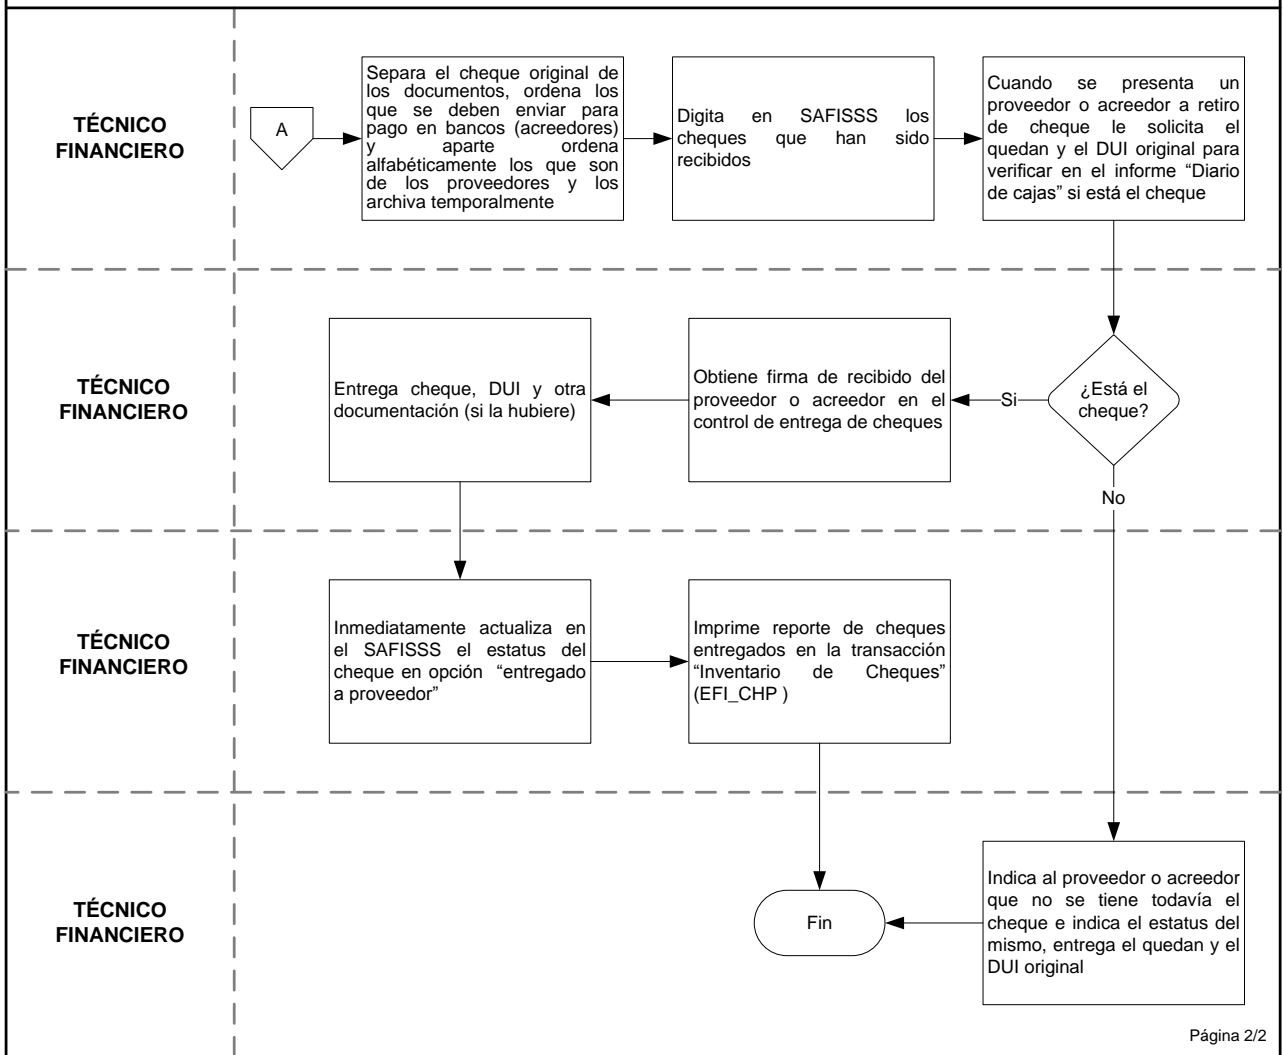 TÉCNICO
FINANCIERO
A
Separa el cheque original de
los documentos, ordena los
que se deben enviar para
pago en bancos (acreedores)
y aparte ordena
alfabéticamente los que son
de los proveedores y los
archiva temporalmente
Digita en SAFISSS los
cheques que han sido
recibidos
Cuando se presenta un
proveedor o acreedor a retiro
de cheque le solicita el
quedan y el DUI original para
verificar en el informe “Diario
de cajas” si está el cheque
TÉCNICO
FINANCIERO
Entrega cheque, DUI y otra
documentación (si la hubiere)
Obtiene firma de recibido del
proveedor o acreedor en el
control de entrega de cheques
Si
¿Está el
cheque?
No
TÉCNICO
FINANCIERO
Inmediatamente actualiza en
el SAFISSS el estatus del
cheque en opción “entregado
a proveedor”
Imprime reporte de cheques
entregados en la transacción
“Inventario de Cheques”
(EFI_CHP )
TÉCNICO
FINANCIERO
Fin
Indica al proveedor o acreedor
que no se tiene todavía el
cheque e indica el estatus del
mismo, entrega el quedan y el
DUI original
Página 2/2